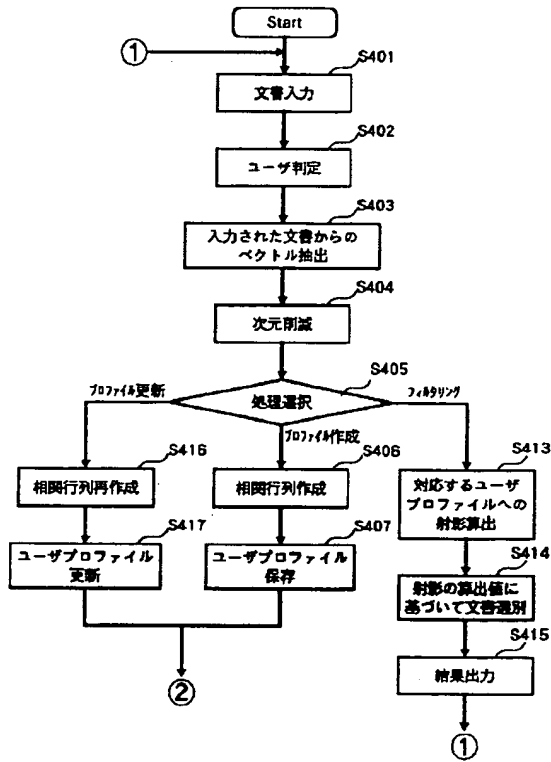 Start
①
S401
文書入力
S402
ユーザ判定
S403
入力された文書からの
ベクトル抽出
S404
次元削減
S405
処理選択
プロファイル更新
プロファイル作成
フィルタリング
S416
相関行列再作成
S417
ユーザプロファイル
更新
S406
相関行列作成
S407
ユーザプロファイル
保存
②
S413
対応するユーザ
プロファイルへの
射影算出
S414
射影の算出値に
基づいて文書選別
S415
結果出力
①